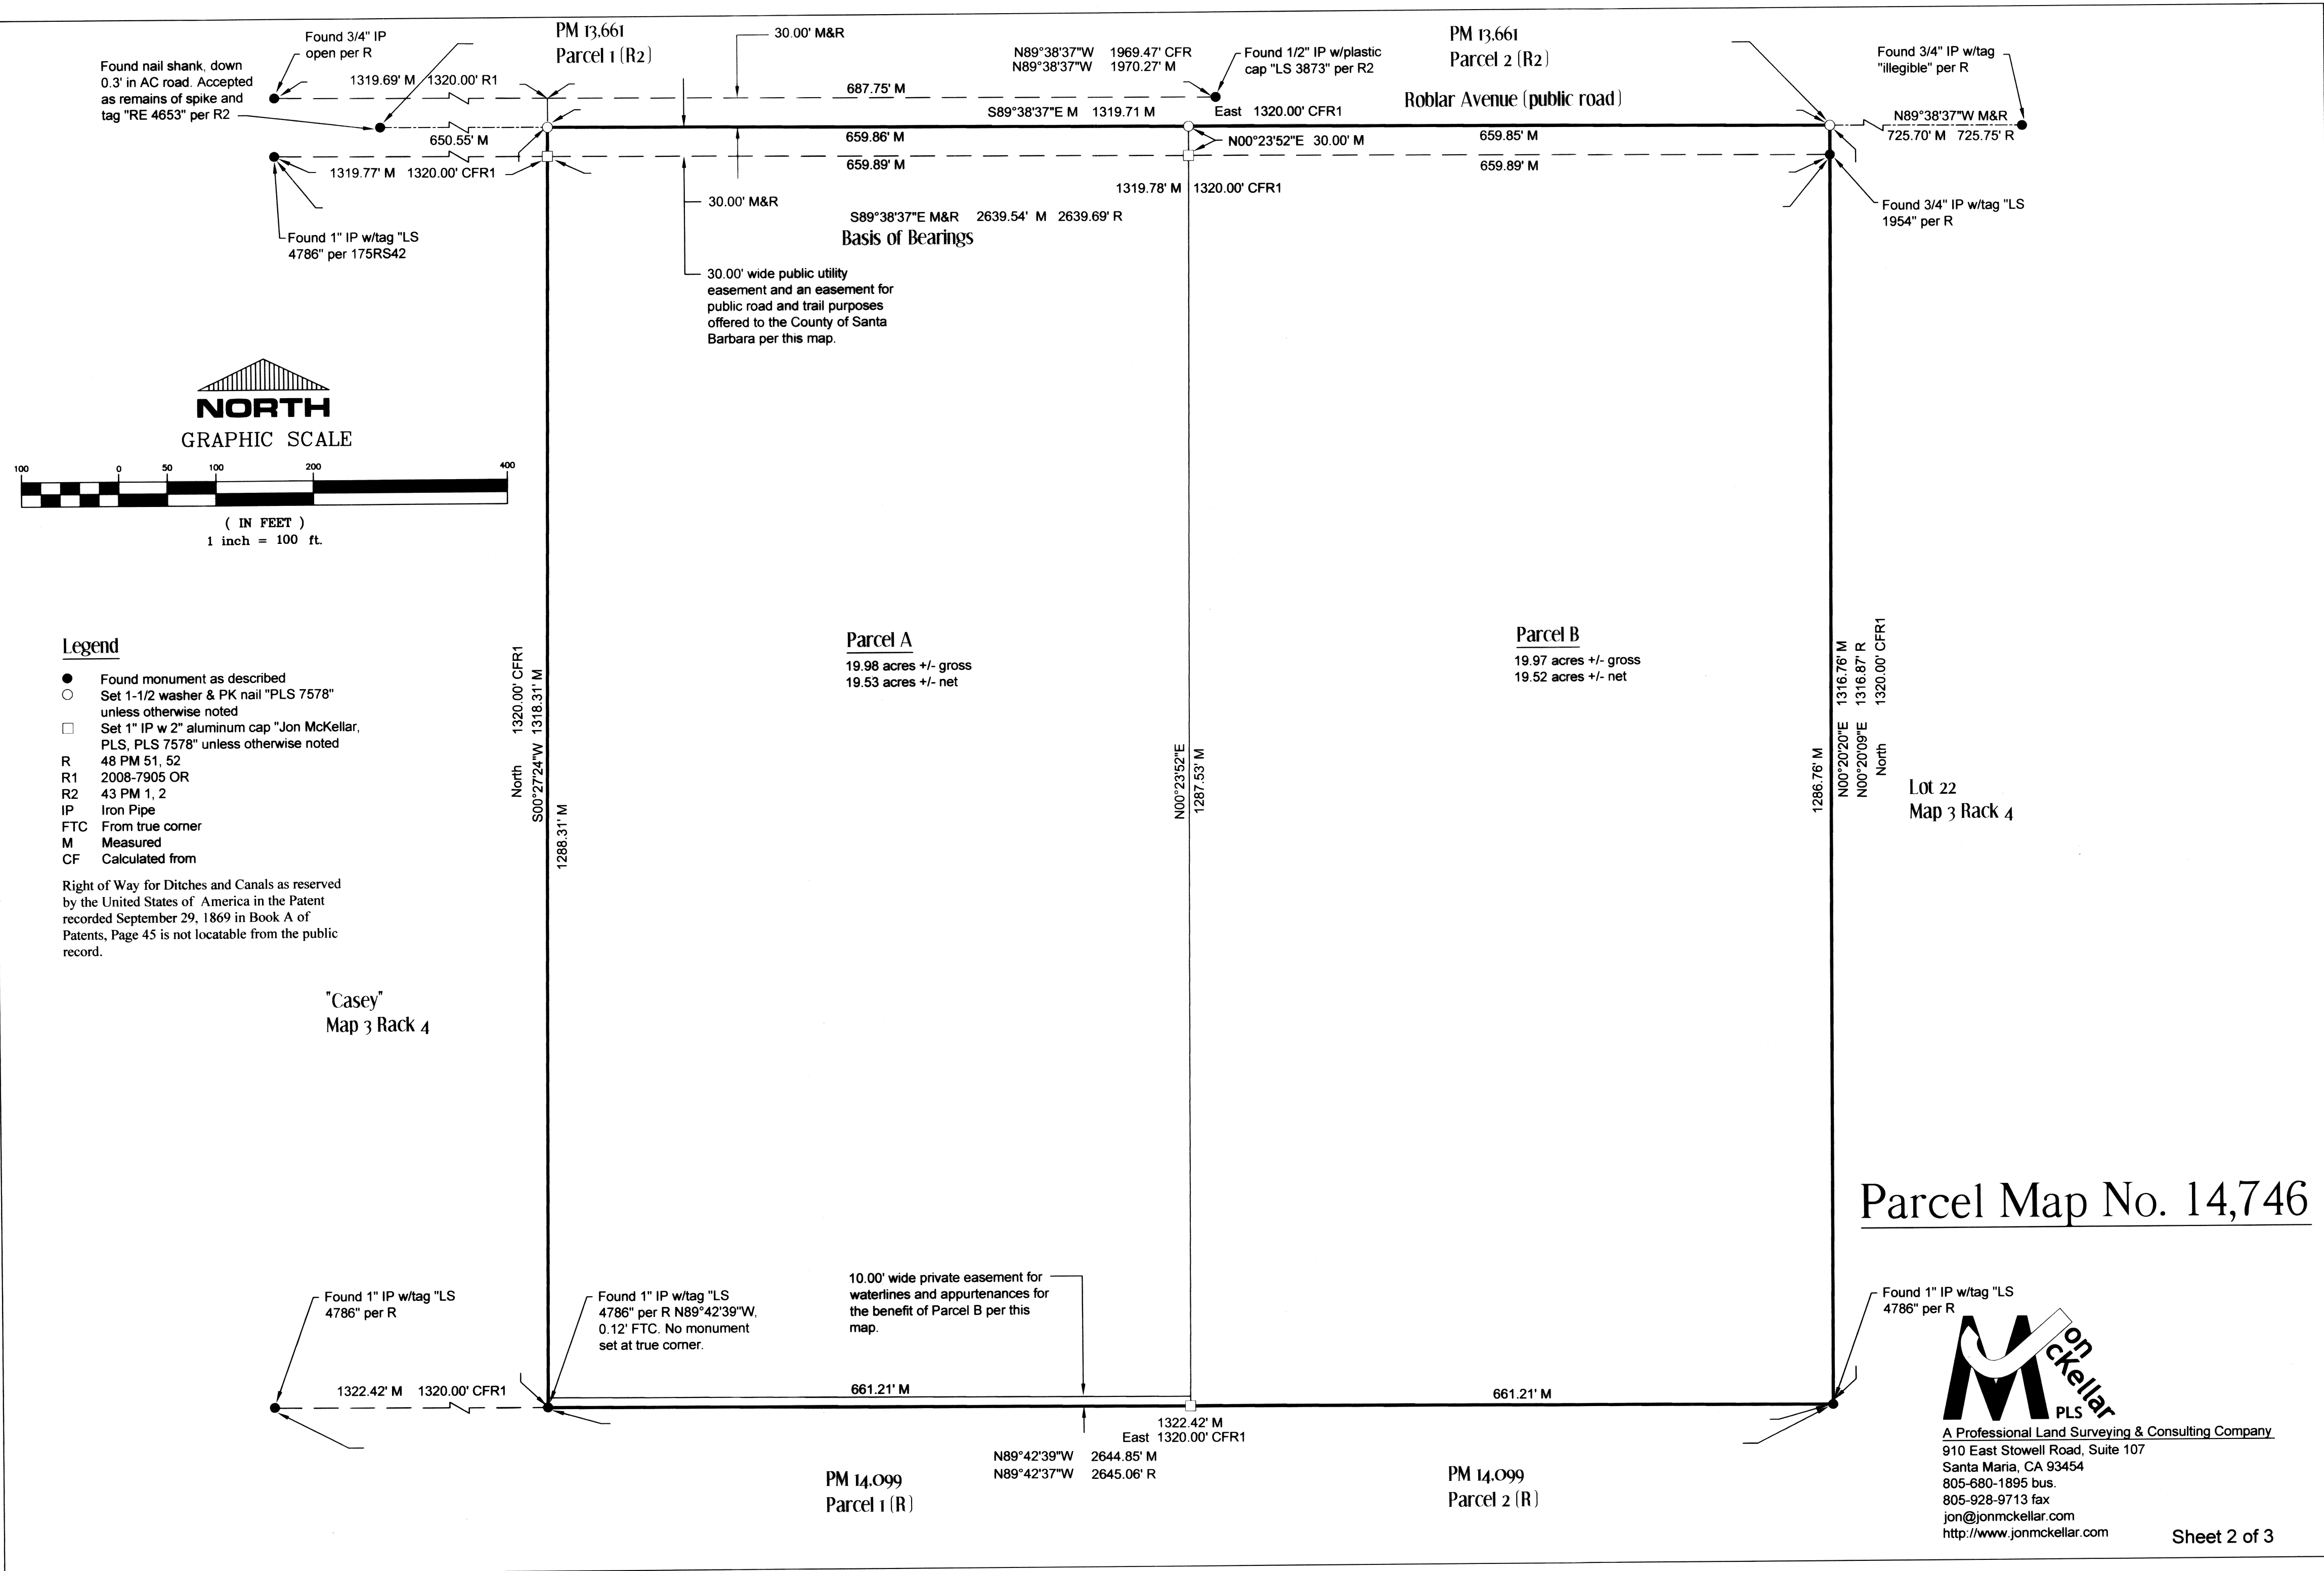 PM 13,661
Parcel 1 (R2)
30.00' M&R
PM 13,661
Parcel 2 (R2)
Found 3/4" IP
open per R
Found nail shank, down
0.3' in AC road. Accepted
as remains of spike and
tag "RE 4653" per R2
1319.69' M 1320.00' R1
687.75' M
N89°38'37"W 1969.47' CFR
N89°38'37"W 1970.27' M
Found 1/2" IP w/plastic
cap "LS 3873" per R2
Found 3/4" IP w/tag
"illegible" per R
Roblar Avenue (public road)
S89°38'37"E M 1319.71 M East 1320.00' CFR1
N89°38'37"W M&R
725.70' M 725.75' R
650.55' M
659.86' M
659.85' M
N00°23'52"E 30.00' M
659.89' M
659.89' M
1319.77' M 1320.00' CFR1
1319.78' M 1320.00' CFR1
30.00' M&R
S89°38'37"E M&R 2639.54' M 2639.69' R
Basis of Bearings
Found 3/4" IP w/tag "LS
1954" per R
Found 1" IP w/tag "LS
4786" per 175RS42
30.00' wide public utility
easement and an easement for
public road and trail purposes
offered to the County of Santa
Barbara per this map.
NORTH
GRAPHIC SCALE
100 0 50 100 200 400
( IN FEET )
1 inch = 100 ft.
Legend
Found monument as described
Set 1-1/2 washer & PK nail "PLS 7578"
unless otherwise noted
Set 1" IP w 2" aluminum cap "Jon McKellar,
PLS, PLS 7578" unless otherwise noted
R 48 PM 51, 52
R1 2008-7905 OR
R2 43 PM 1, 2
IP Iron Pipe
FTC From true corner
M Measured
CF Calculated from
Right of Way for Ditches and Canals as reserved
by the United States of America in the Patent
recorded September 29, 1869 in Book A of
Patents, Page 45 is not locatable from the public
record.
"Casey"
Map 3 Rack 4
North 1320.00' CFR1
S00°27'24"W 1318.31' M
1288.31' M
Parcel A
19.98 acres +/- gross
19.53 acres +/- net
N00°23'52"E
1287.53' M
Parcel B
19.97 acres +/- gross
19.52 acres +/- net
1286.76' M
N00°20'20"E 1316.76' M
N00°20'09"E 1316.87' R
North 1320.00' CFR1
Lot 22
Map 3 Rack 4
Parcel Map No. 14,746
Found 1" IP w/tag "LS
4786" per R
Found 1" IP w/tag "LS
4786" per R N89°42'39"W,
0.12' FTC. No monument
set at true corner.
10.00' wide private easement for
waterlines and appurtenances for
the benefit of Parcel B per this
map.
Found 1" IP w/tag "LS
4786" per R
1322.42' M 1320.00' CFR1
661.21' M
661.21' M
1322.42' M
East 1320.00' CFR1
N89°42'39"W 2644.85' M
N89°42'37"W 2645.06' R
PM 14,099
Parcel 1 (R)
PM 14,099
Parcel 2 (R)
Jon
McKellar
PLS
A Professional Land Surveying & Consulting Company
910 East Stowell Road, Suite 107
Santa Maria, CA 93454
805-680-1895 bus.
805-928-9713 fax
jon@jonmckellar.com
http://www.jonmckellar.com
Sheet 2 of 3